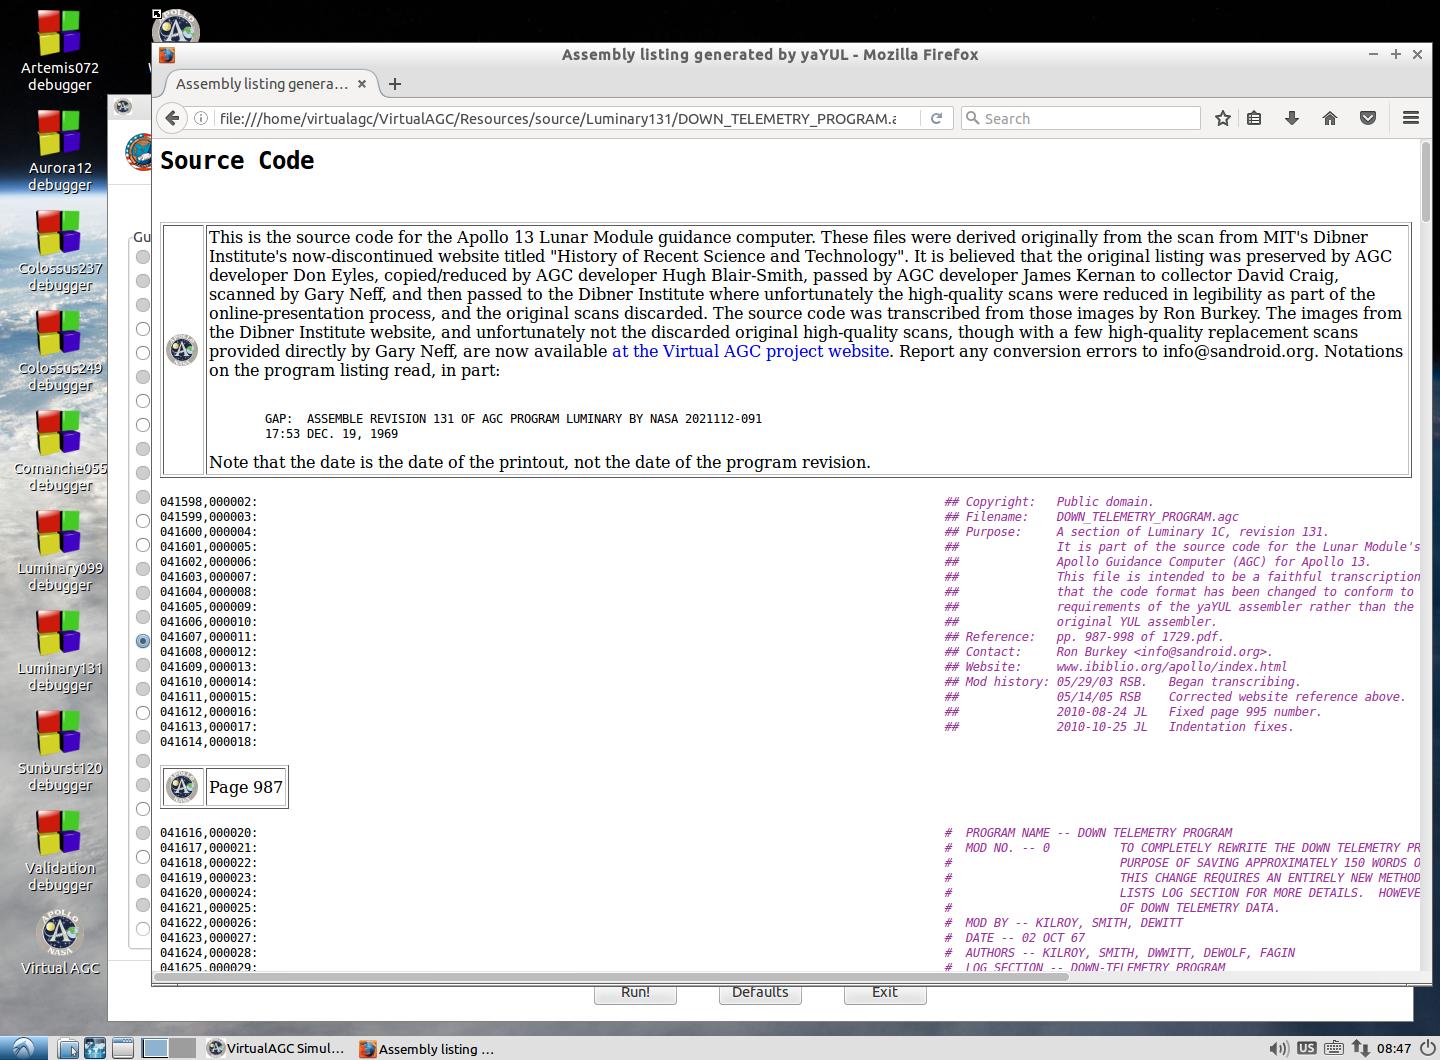 Artemis072
debugger
Aurora12
debugger
Colossus237
debugger
Colossus249
debugger
Comanche055
debugger
Luminary099
debugger
Luminary131
debugger
Sunburst120
debugger
Validation
debugger
APOLLO
NASA
Virtual AGC
Gu
Assembly listing generated by yaYUL - Mozilla Firefox
Assembly listing genera...
file:///home/virtualagc/VirtualAGC/Resources/source/Luminary131/DOWN_TELEMETRY_PROGRAM.a
Search
Source Code
This is the source code for the Apollo 13 Lunar Module guidance computer. These files were derived originally from the scan from MIT's Dibner
Institute's now-discontinued website titled "History of Recent Science and Technology". It is believed that the original listing was preserved by AGC
developer Don Eyles, copied/reduced by AGC developer Hugh Blair-Smith, passed by AGC developer James Kernan to collector David Craig,
scanned by Gary Neff, and then passed to the Dibner Institute where unfortunately the high-quality scans were reduced in legibility as part of the
online-presentation process, and the original scans discarded. The source code was transcribed from those images by Ron Burkey. The images from
the Dibner Institute website, and unfortunately not the discarded original high-quality scans, though with a few high-quality replacement scans
provided directly by Gary Neff, are now available at the Virtual AGC project website. Report any conversion errors to info@sandroid.org. Notations
on the program listing read, in part:
GAP: ASSEMBLE REVISION 131 OF AGC PROGRAM LUMINARY BY NASA 2021112-091
17:53 DEC. 19, 1969
Note that the date is the date of the printout, not the date of the program revision.
041598,000002: ## Copyright: Public domain.
041599,000003: ## Filename: DOWN_TELEMETRY_PROGRAM.agc
041600,000004: ## Purpose: A section of Luminary 1C, revision 131.
041601,000005: ## It is part of the source code for the Lunar Module's
041602,000006: ## Apollo Guidance Computer (AGC) for Apollo 13.
041603,000007: ## This file is intended to be a faithful transcription
041604,000008: ## that the code format has been changed to conform to
041605,000009: ## requirements of the yaYUL assembler rather than the
041606,000010: ## original YUL assembler.
041607,000011: ## Reference: pp. 987-998 of 1729.pdf.
041608,000012: ## Contact: Ron Burkey <info@sandroid.org>.
041609,000013: ## Website: www.ibiblio.org/apollo/index.html
041610,000014: ## Mod history: 05/29/03 RSB. Began transcribing.
041611,000015: ## 05/14/05 RSB Corrected website reference above.
041612,000016: ## 2010-08-24 JL Fixed page 995 number.
041613,000017: ## 2010-10-25 JL Indentation fixes.
041614,000018:
Page 987
041616,000020: # PROGRAM NAME -- DOWN TELEMETRY PROGRAM
041617,000021: # MOD NO. -- 0 TO COMPLETELY REWRITE THE DOWN TELEMETRY PR
041618,000022: # PURPOSE OF SAVING APPROXIMATELY 150 WORDS O
041619,000023: # THIS CHANGE REQUIRES AN ENTIRELY NEW METHOD
041620,000024: # LISTS LOG SECTION FOR MORE DETAILS. HOWEVE
041621,000025: # OF DOWN TELEMETRY DATA.
041622,000026: # MOD BY -- KILROY, SMITH, DEWITT
041623,000027: # DATE -- 02 OCT 67
041624,000028: # AUTHORS -- KILROY, SMITH, DWWITT, DEWOLF, FAGIN
041625,000029: # LOG SECTION -- DOWN-TELEMETRY PROGRAM
Run! Defaults Exit
VirtualAGC Simul... Assembly listing ... US 08:47